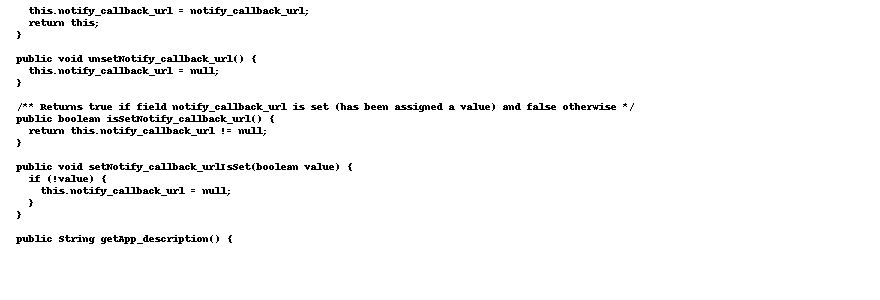 this.notify_callback_url = notify_callback_url;
return this;
}
public void unsetNotify_callback_url() {
this.notify_callback_url = null;
}
/** Returns true if field notify_callback_url is set (has been assigned a value) and false otherwise */
public boolean isSetNotify_callback_url() {
return this.notify_callback_url != null;
}
public void setNotify_callback_urlIsSet(boolean value) {
if (!value) {
this.notify_callback_url = null;
}
}
public String getApp_description() {